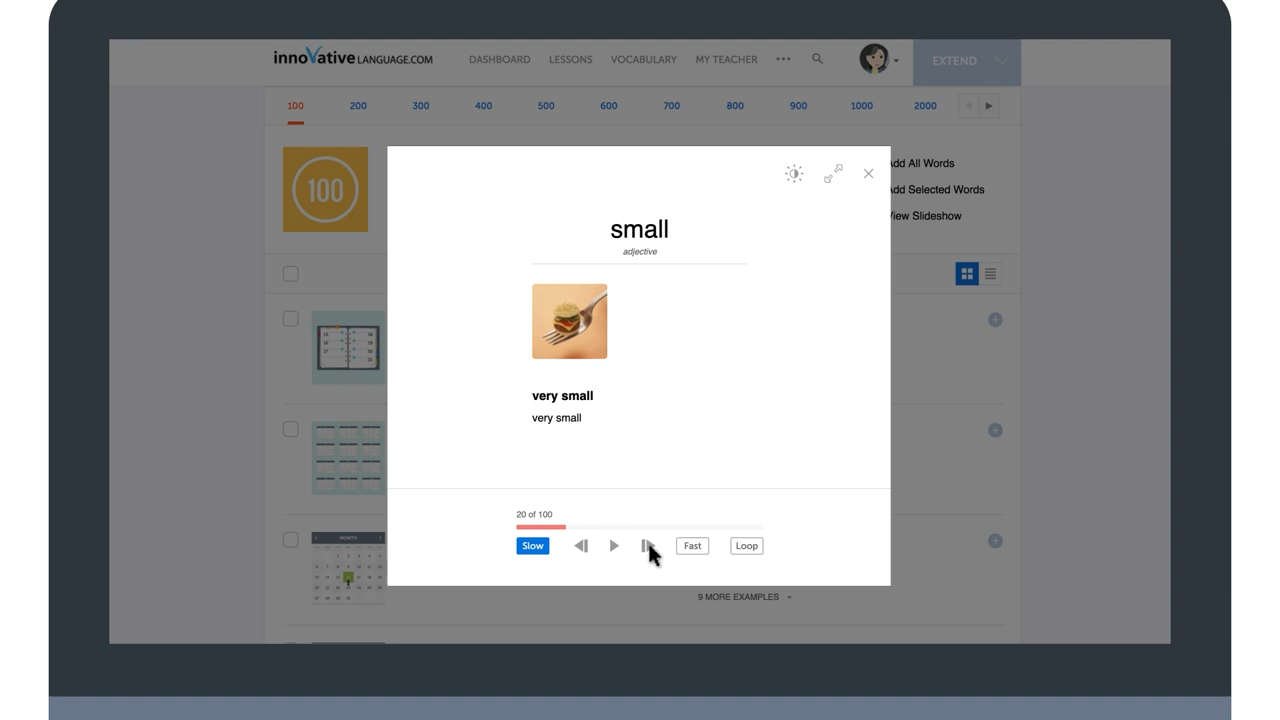 innoVative LANGUAGE.COM
DASHBOARD LESSONS VOCABULARY MY TEACHER ••• EXTEND
100 200 300 400 500 600 700 800 900 1000 2000
100
Add All Words
Add Selected Words
View Slideshow
small
adjective
very small
very small
MONTH
20 of 100
Slow Fast Loop
9 MORE EXAMPLES